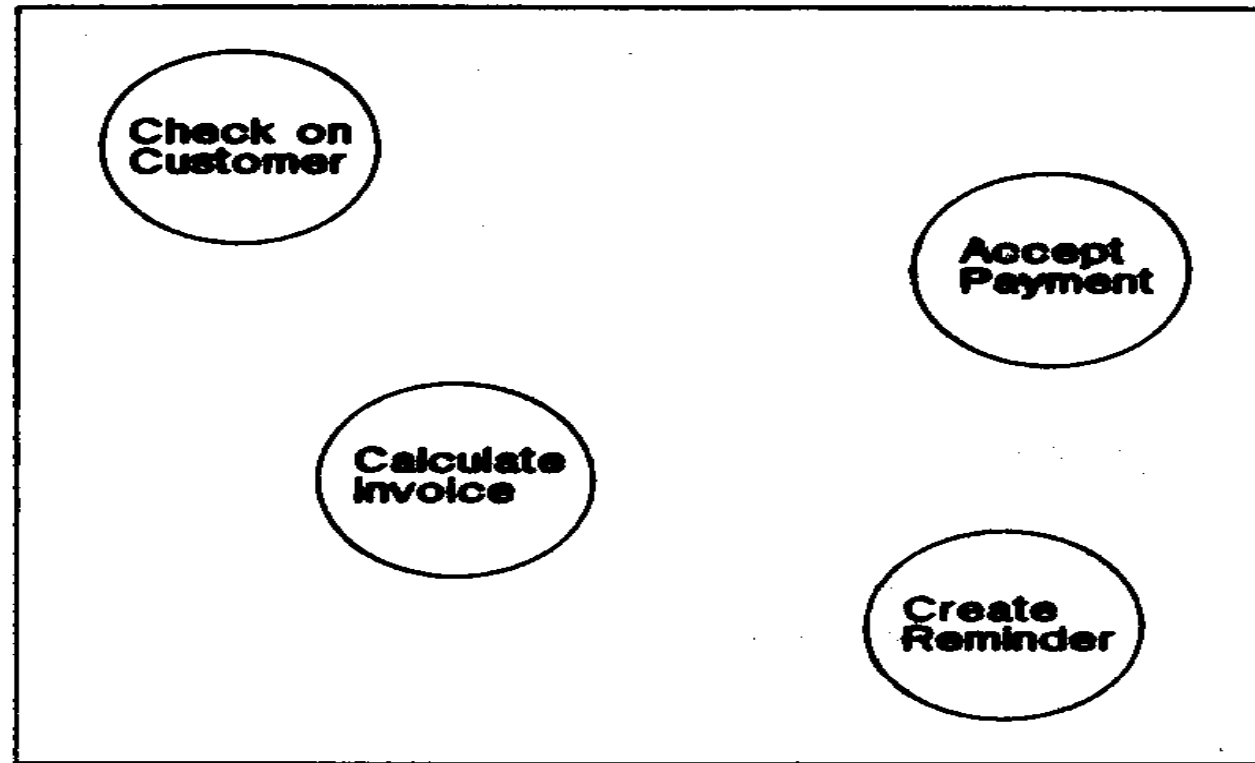 Check on
Customer
Accept
Payment
Calculate
Invoice
Create
Reminder